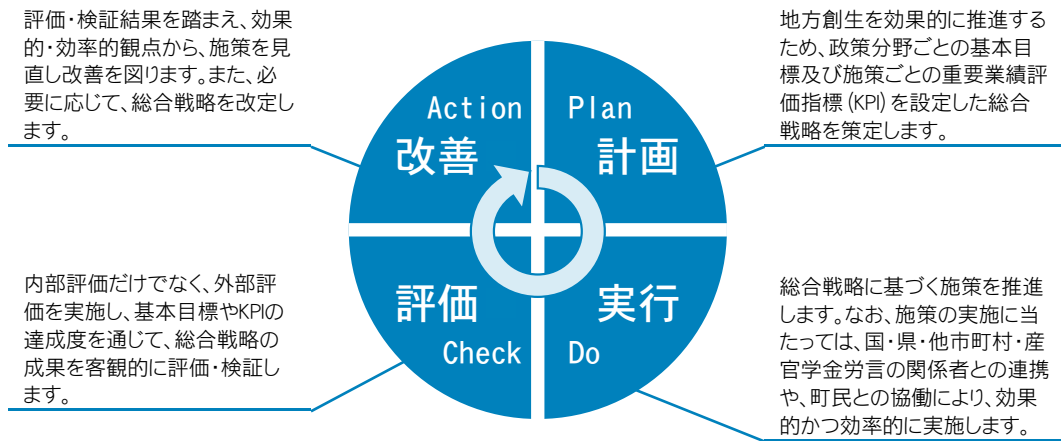 評価・検証結果を踏まえ、効果
的・効率的観点から、施策を見
直し改善を図ります。また、必
要に応じて、総合戦略を改定し
ます。
地方創生を効果的に推進する
ため、政策分野ごとの基本目
標及び施策ごとの重要業績評
価指標(KPI)を設定した総合
戦略を策定します。
Action
改善
Plan
計画
評価
Check
実行
Do
内部評価だけでなく、外部評
価を実施し、基本目標やKPIの
達成度を通じて、総合戦略の
成果を客観的に評価・検証し
ます。
総合戦略に基づく施策を推進
します。なお、施策の実施に当
たっては、国・県・他市町村・産
官学金労言の関係者との連携
や、町民との協働により、効果
的かつ効率的に実施します。